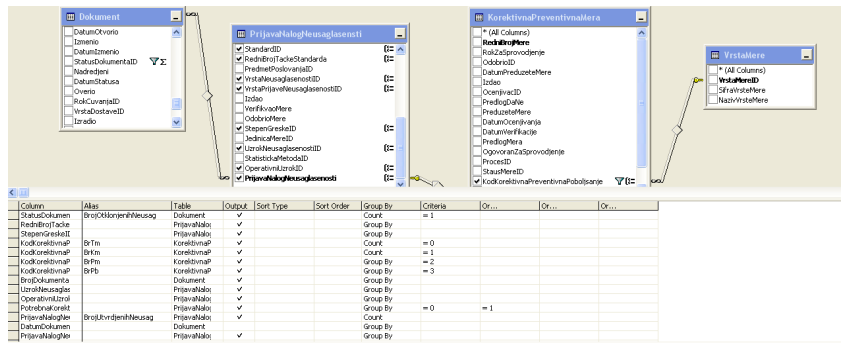 Dokument
DatumOtvorio
Izmenio
DatumIzmenio
StatusDokumentaID
Nadredjeni
DatumStatusa
Overio
RokCuvanjaID
VrstaDostaveID
Izradio
PrijavaNalogNeusaglasensti
StandardID
RedniBrojTackeStandarda
PredmetPoslovanjaID
VrstaNeusaglasenostiID
VrstaPrijaveNeusaglasenostiID
Izdao
VerifikvaoMere
OdobrioMere
StepenGreskeID
JedinicaMereID
UzrokNeusaglasenostiID
StatistickaMetodaID
OperativniUzrokID
PrijavaNalogNeusaglasenosti
KorektivnaPreventivnaMera
* (All Columns)
RedniBrojMere
RokZaSprovodjenje
OdobrioID
DatumPreduzeteMere
Izdao
OcenjivacID
PredlogDaNe
PreduzeteMere
DatumOcenjivanja
DatumVerifikacije
PredlogMera
OgovoranZaSprovodjenje
ProcesID
StausMereID
KodKorektivnaPreventivnaPoboljsanje
VrstaMere
* (All Columns)
VrstaMereID
SifraVrsteMere
NazivVrsteMere
Column Alias Table Output Sort Type Sort Order Group By Criteria Or... Or... Or...
StatusDokumen BrojOtklonjenihNeusag Dokument Count = 1
RedniBrojTacke PrijavaNalog Group By
StepenGreskeII PrijavaNalog Group By
KodKorektivnaP BrTm KorektivnaP Count = 0
KodKorektivnaP BrKm KorektivnaP Count = 1
KodKorektivnaP BrPm KorektivnaP Group By = 2
KodKorektivnaP BrPb KorektivnaP Group By = 3
BrojDokumenta Dokument Group By
UzrokNeusaglas PrijavaNalog Group By
OperativniUzrol PrijavaNalog Group By
PotrebnaKorekt PrijavaNalog Group By = 0 = 1
PrijavaNalogNeu BrojUtvrdjenihNeusag PrijavaNalog Count
DatumDokumen Dokument Group By
PrijavaNalogNeu PrijavaNalog Group By